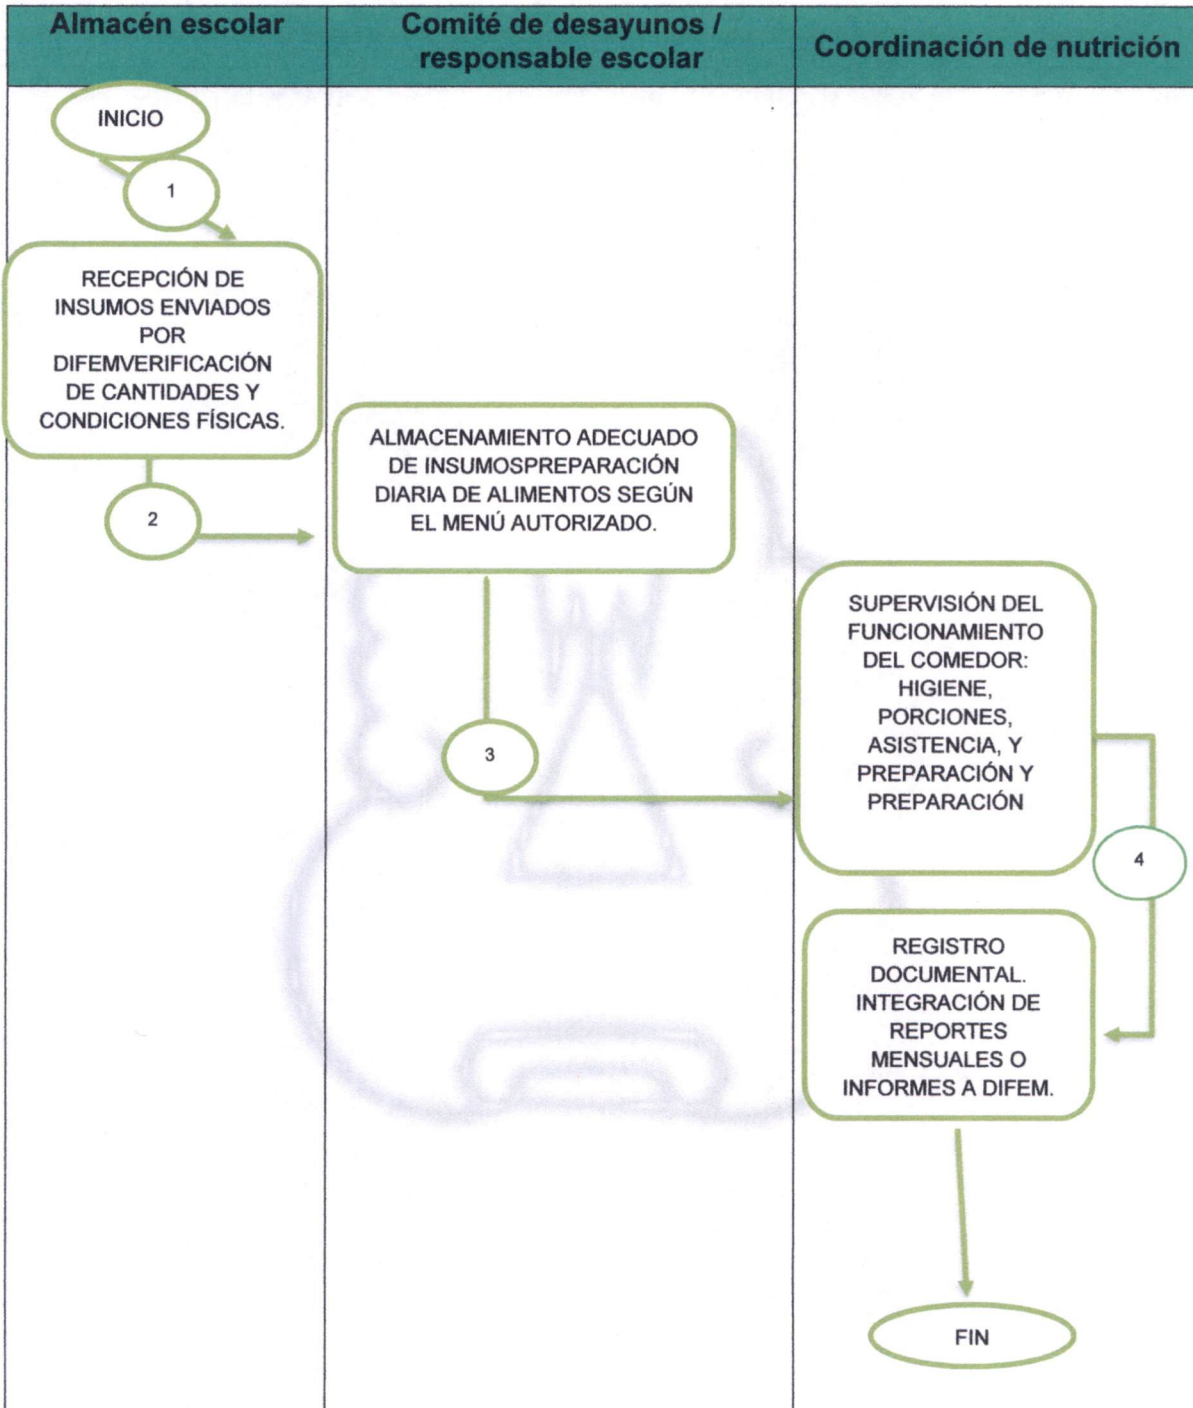 Almacén escolar
Comité de desayunos /
responsable escolar
Coordinación de nutrición
INICIO
1
RECEPCIÓN DE
INSUMOS ENVIADOS
POR
DIFEMVERIFICACIÓN
DE CANTIDADES Y
CONDICIONES FÍSICAS.
2
ALMACENAMIENTO ADECUADO
DE INSUMOSPREPARACIÓN
DIARIA DE ALIMENTOS SEGÚN
EL MENÚ AUTORIZADO.
3
SUPERVISIÓN DEL
FUNCIONAMIENTO
DEL COMEDOR:
HIGIENE,
PORCIONES,
ASISTENCIA, Y
PREPARACIÓN Y
PREPARACIÓN
4
REGISTRO
DOCUMENTAL.
INTEGRACIÓN DE
REPORTES
MENSUALES O
INFORMES A DIFEM.
FIN